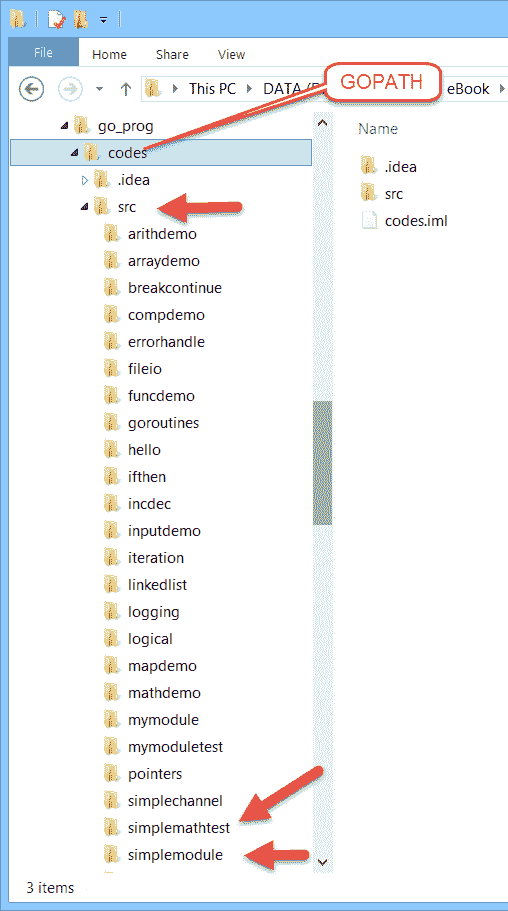 File Home Share View
This PC DATA eBook
GOPATH
go_prog
codes
.idea
src
arithdemo
arraydemo
breakcontinue
compdemo
errorhandle
fileio
funcdemo
goroutines
hello
ifthen
incdec
inputdemo
iteration
linkedlist
logging
logical
mapdemo
mathdemo
mymodule
mymoduletest
pointers
simplechannel
simplemathtest
simplemodule
Name
.idea
src
codes.iml
3 items